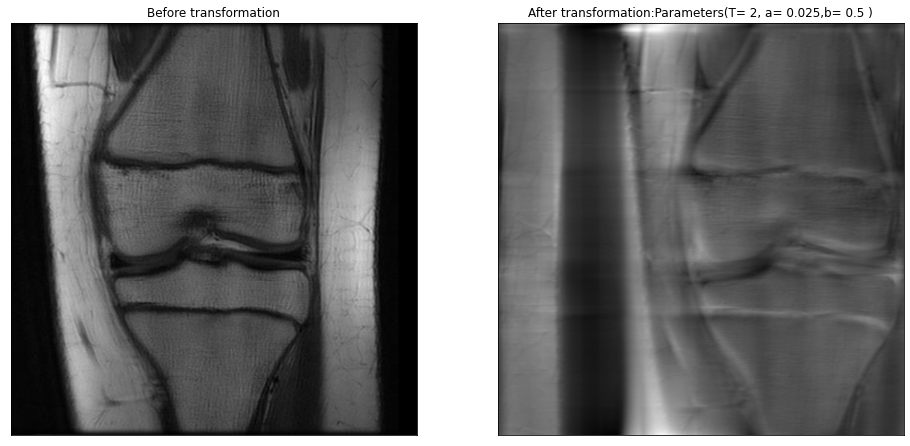 Before transformation
After transformation:Parameters(T= 2, a= 0.025,b= 0.5 )